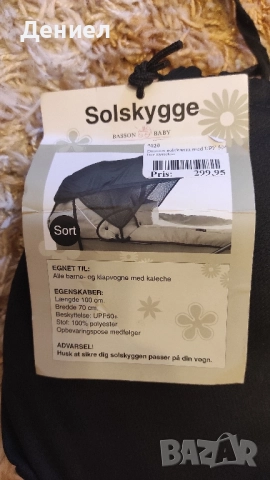 Дениел
Solskygge
BASSON BABY
Pris: 299,95
Sort
EGNET TIL:
Alle barne- og klapvogne med kaleche
EGENSKABER:
Længde 100 cm.
Bredde 70 cm.
Beskyttelse: UPF50+
Stof: 100% polyester
Opbevaringspose medfølger
ADVARSEL:
Husk at sikre dig solskyggen passer på din vogn.
BAZAR